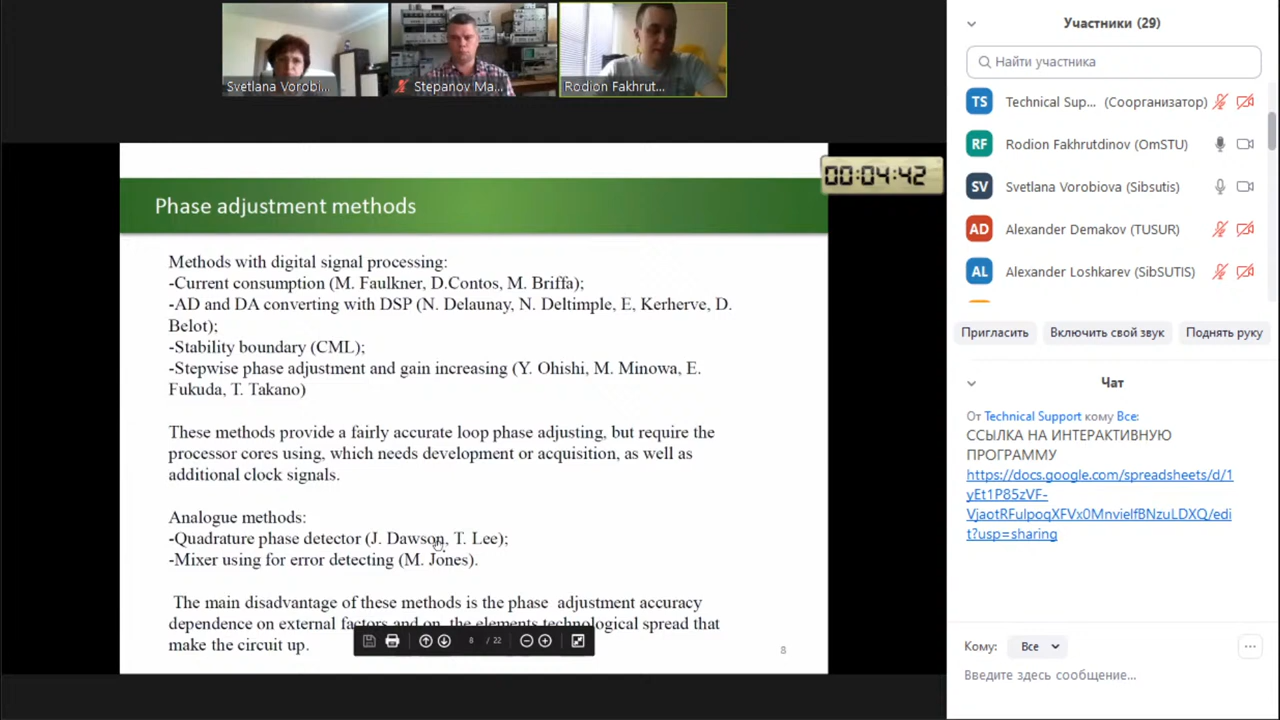 Svetlana Vorobi...
Stepanov Ma...
Rodion Fakhrut...
00:04:42
Phase adjustment methods
Methods with digital signal processing:
-Current consumption (M. Faulkner, D.Contos, M. Briffa);
-AD and DA converting with DSP (N. Delaunay, N. Deltimple, E, Kerherve, D.
Belot);
-Stability boundary (CML);
-Stepwise phase adjustment and gain increasing (Y. Ohishi, M. Minowa, E.
Fukuda, T. Takano)
These methods provide a fairly accurate loop phase adjusting, but require the
processor cores using, which needs development or acquisition, as well as
additional clock signals.
Analogue methods:
-Quadrature phase detector (J. Dawson, T. Lee);
-Mixer using for error detecting (M. Jones).
The main disadvantage of these methods is the phase adjustment accuracy
dependence on external factors and on the elements technological spread that
make the circuit up.
8 / 22
8
Участники (29)
Найти участника
TS Technical Sup... (Соорганизатор)
RF Rodion Fakhrutdinov (OmSTU)
SV Svetlana Vorobiova (Sibsutis)
AD Alexander Demakov (TUSUR)
AL Alexander Loshkarev (SibSUTIS)
Пригласить Включить свой звук Поднять руку
Чат
От Technical Support кому Все:
ССЫЛКА НА ИНТЕРАКТИВНУЮ
ПРОГРАММУ
https://docs.google.com/spreadsheets/d/1
yEt1P85zVF-
VjaotRFulpoqXFVx0MnvielfBNzuLDXQ/edi
t?usp=sharing
Кому: Все
Введите здесь сообщение...